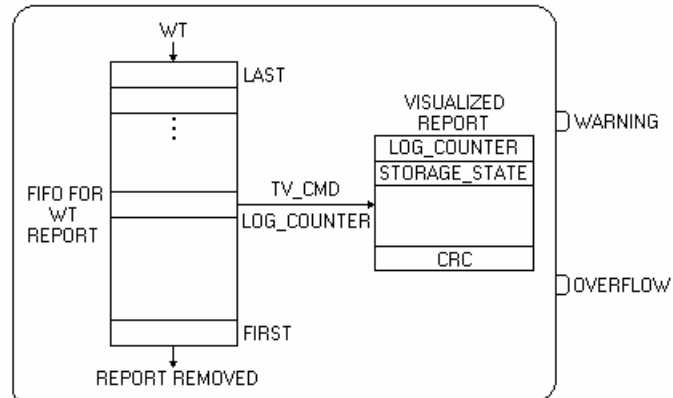 WT
LAST
VISUALIZED
REPORT
LOG_COUNTER
STORAGE_STATE
WARNING
FIFO FOR
WT
REPORT
TV_CMD
LOG_COUNTER
CRC
OVERFLOW
FIRST
REPORT REMOVED